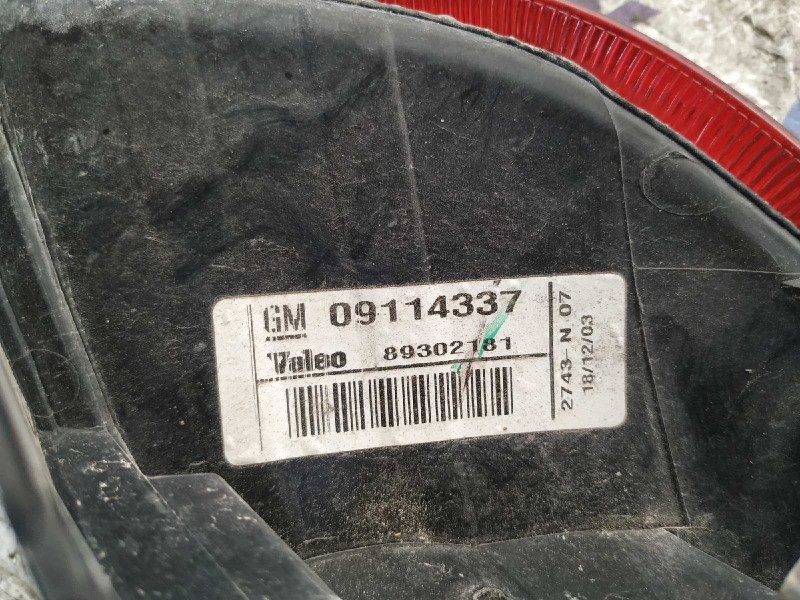 GM 09114337
Valeo 89302181
2743- N 07
18/12/03